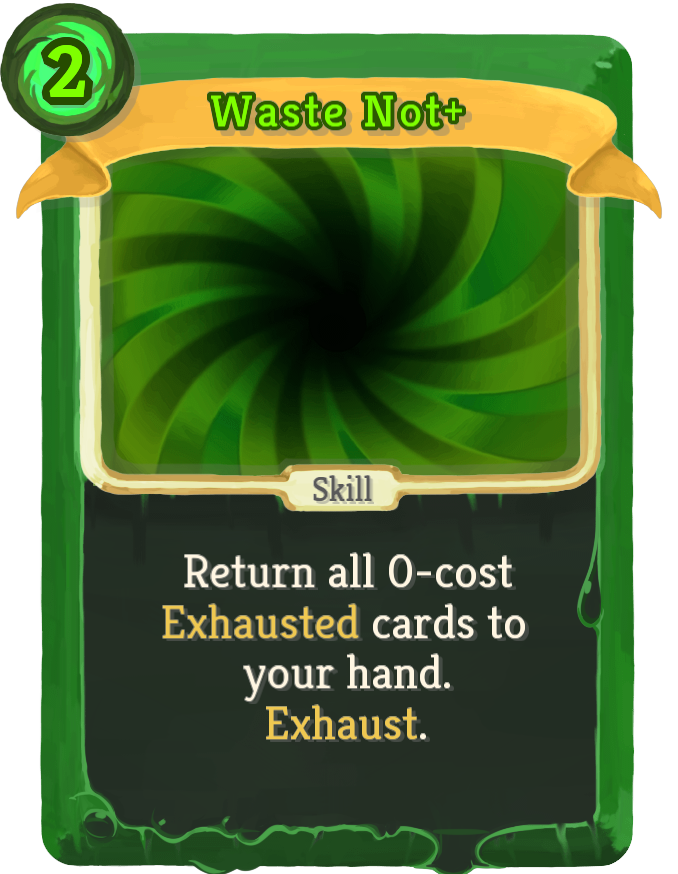 2
Waste Not+
Skill
Return all 0-cost
Exhausted cards to
your hand.
Exhaust.